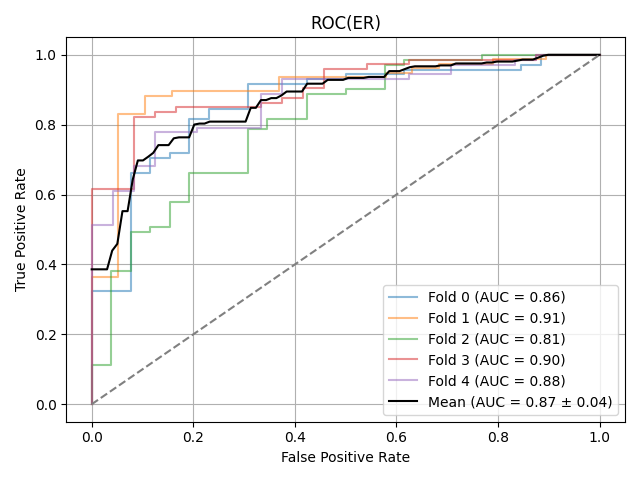 ROC(ER)
True Positive Rate
1.0
0.8
0.6
0.4
0.2
0.0
Fold 0 (AUC = 0.86)
Fold 1 (AUC = 0.91)
Fold 2 (AUC = 0.81)
Fold 3 (AUC = 0.90)
Fold 4 (AUC = 0.88)
Mean (AUC = 0.87 ± 0.04)
0.0 0.2 0.4 0.6 0.8 1.0
False Positive Rate